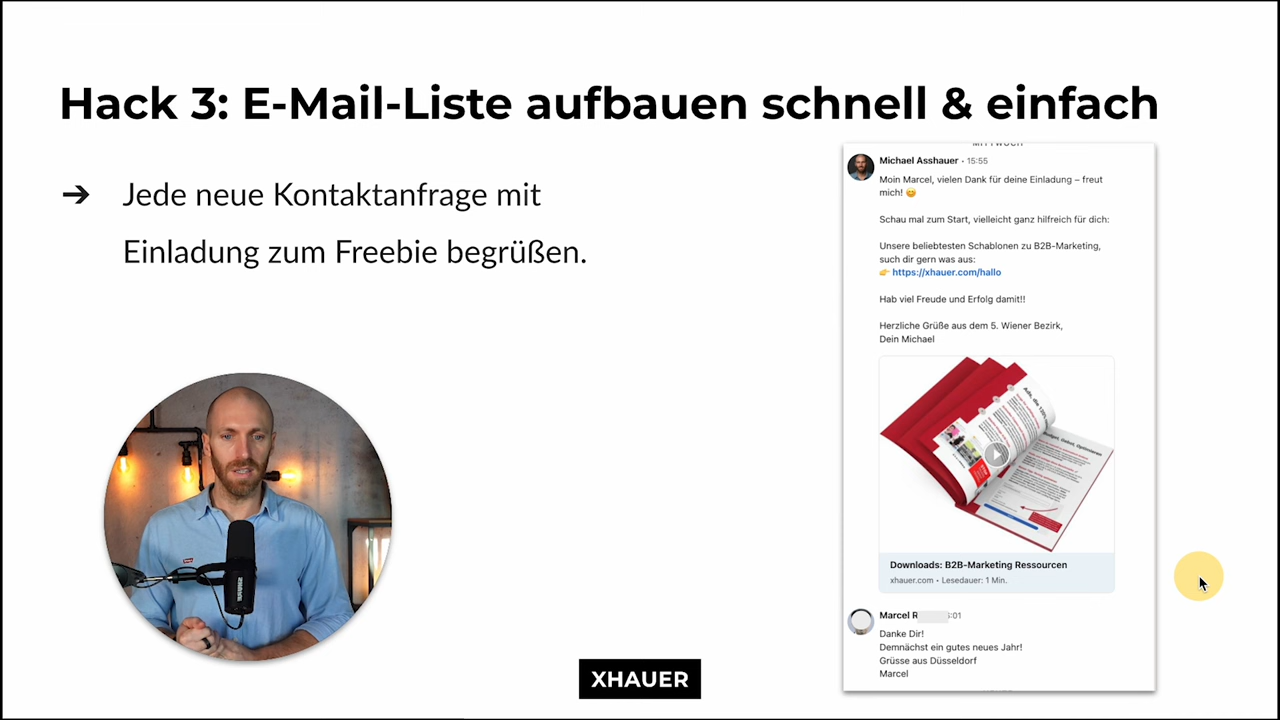 Hack 3: E-Mail-Liste aufbauen schnell & einfach
➔ Jede neue Kontaktanfrage mit
Einladung zum Freebie begrüßen.
MITTWOCH
Michael Asshauer • 15:55
Moin Marcel, vielen Dank für deine Einladung – freut
mich! 😊
Schau mal zum Start, vielleicht ganz hilfreich für dich:
Unsere beliebtesten Schablonen zu B2B-Marketing,
such dir gern was aus:
👉 https://xhauer.com/hallo
Hab viel Freude und Erfolg damit!!
Herzliche Grüße aus dem 5. Wiener Bezirk,
Dein Michael
Downloads: B2B-Marketing Ressourcen
xhauer.com • Lesedauer: 1 Min.
Marcel R :01
Danke Dir!
Demnächst ein gutes neues Jahr!
Grüsse aus Düsseldorf
Marcel
XHAUER